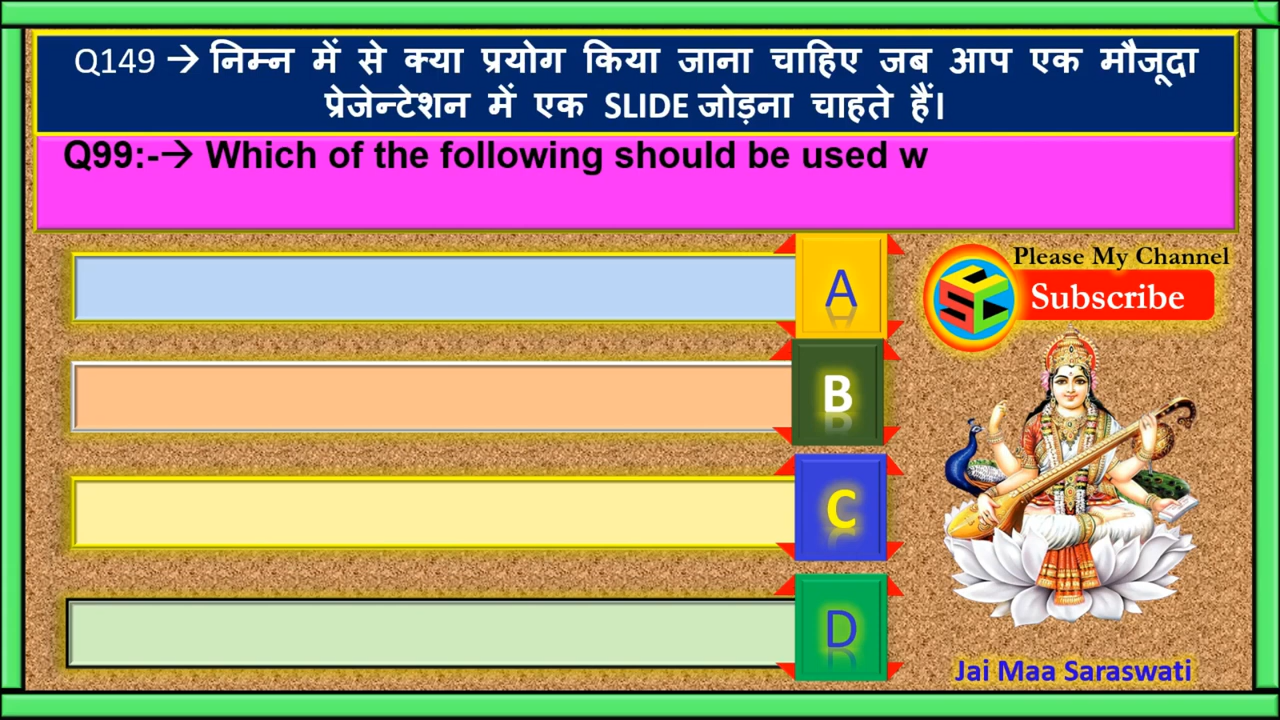 Q149 → निम्न में से क्या प्रयोग किया जाना चाहिए जब आप एक मौजूदा
प्रेजेन्टेशन में एक SLIDE जोड़ना चाहते हैं।
Q99:-→ Which of the following should be used w
A
Please My Channel
Subscribe
CSC
B
C
D
Jai Maa Saraswati